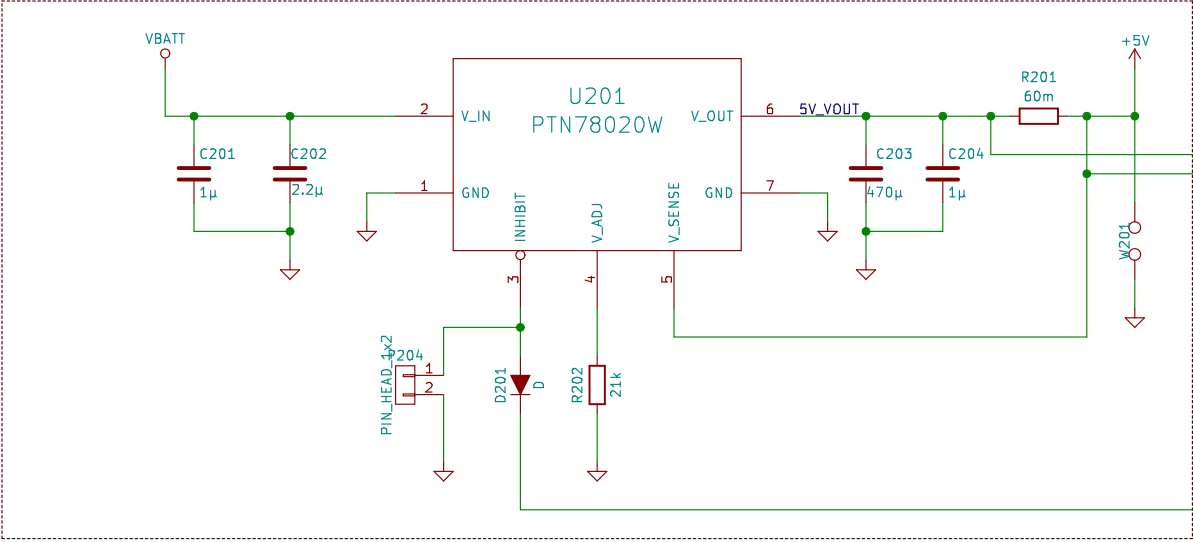 VBATT
+5V
R201
60m
U201
PTN78020W
2
V_IN
V_OUT
6
5V_VOUT
C201
1µ
C202
2.2µ
C203
470µ
C204
1µ
1
GND
GND
7
INHIBIT
V_ADJ
V_SENSE
3
4
5
W201
P204
PIN_HEAD_1x2
1
2
D201
D
R202
21k